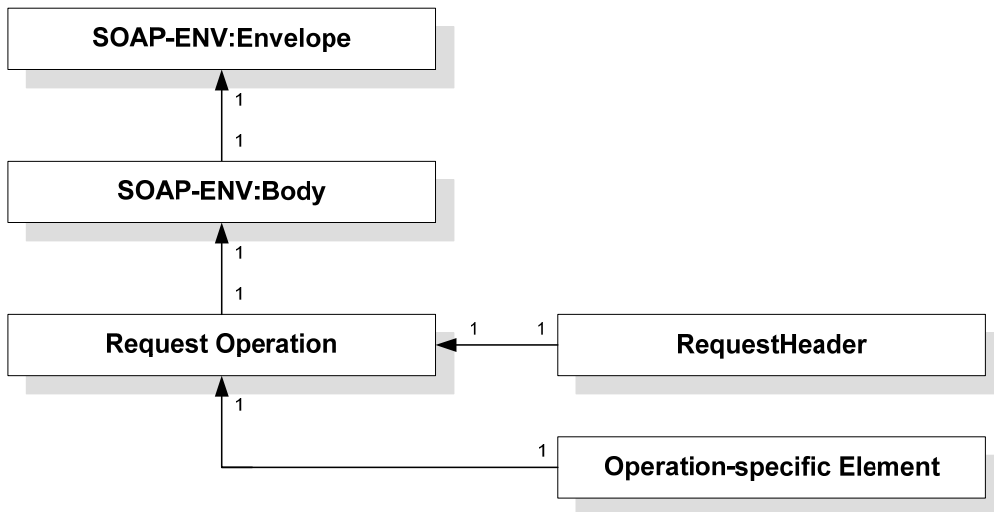 SOAP-ENV:Envelope
1
1
SOAP-ENV:Body
1
1
Request Operation
1
1
RequestHeader
1
1
Operation-specific Element